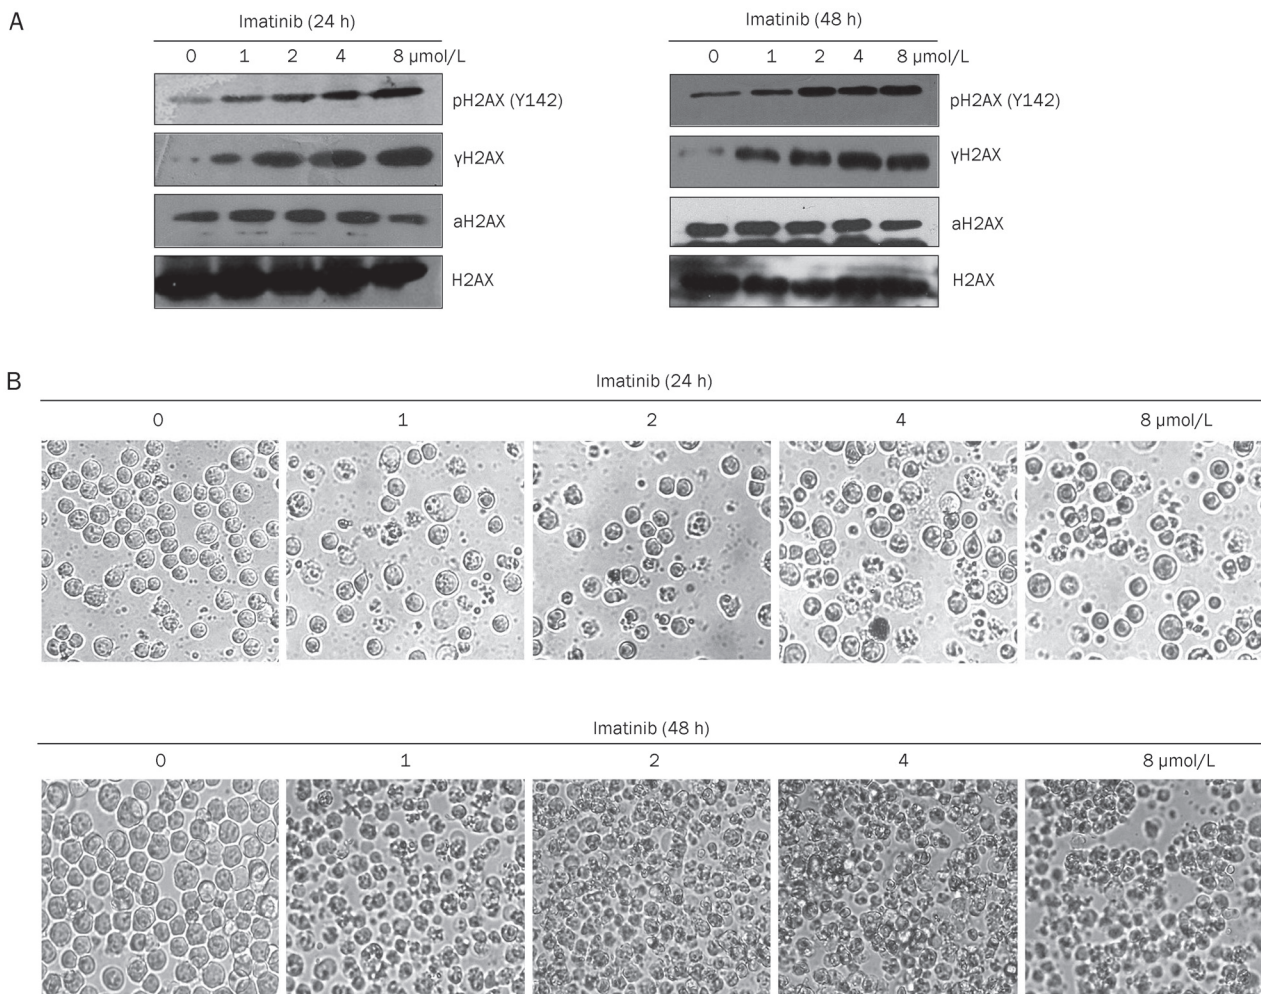 A
Imatinib (24 h)
0 1 2 4 8 µmol/L
pH2AX (Y142)
γH2AX
aH2AX
H2AX
Imatinib (48 h)
0 1 2 4 8 µmol/L
pH2AX (Y142)
γH2AX
aH2AX
H2AX
B
Imatinib (24 h)
0 1 2 4 8 µmol/L
Imatinib (48 h)
0 1 2 4 8 µmol/L